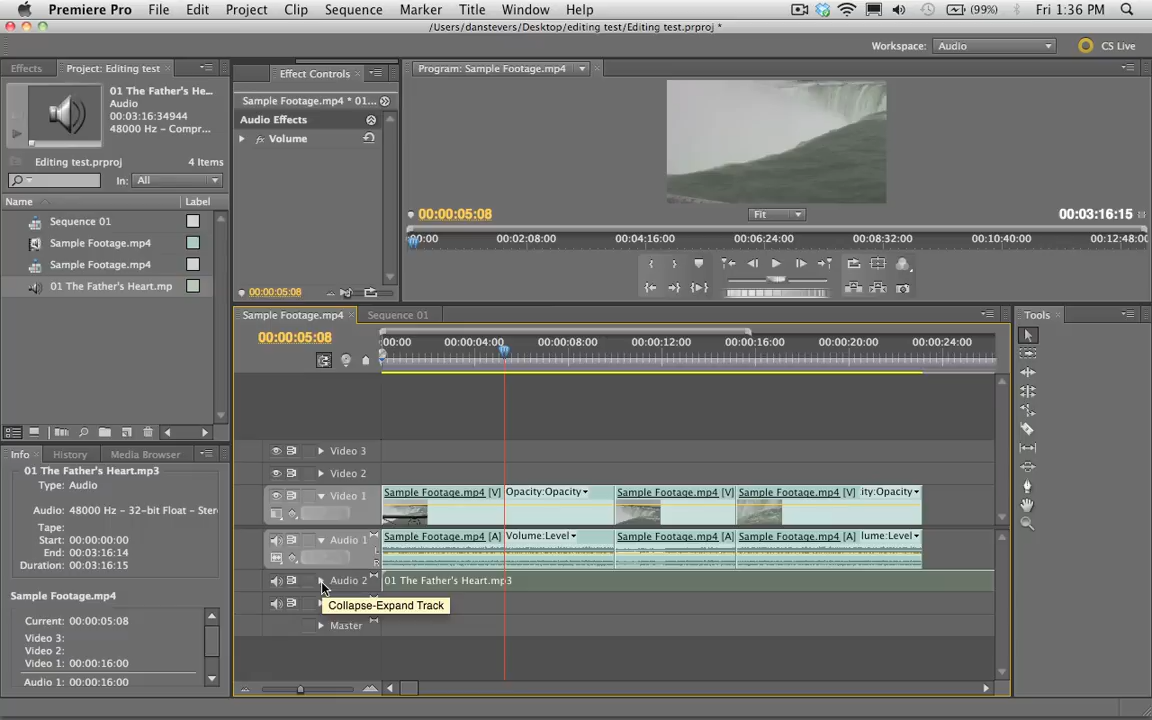 Premiere Pro File Edit Project Clip Sequence Marker Title Window Help (99%) Fri 1:36 PM
/Users/danstevers/Desktop/editing test/Editing test.prproj *
Workspace: Audio CS Live
Effects Project: Editing test
Effect Controls
Program: Sample Footage.mp4
01 The Father's He...
Audio
00:03:16:34944
48000 Hz - Compr...
Editing test.prproj 4 Items
In: All
Name Label
Sequence 01
Sample Footage.mp4
Sample Footage.mp4
01 The Father's Heart.mp
Sample Footage.mp4 * 01...
Audio Effects
fx Volume
00:00:05:08
00:00:05:08 Fit 00:03:16:15
00:00 00:02:08:00 00:04:16:00 00:06:24:00 00:08:32:00 00:10:40:00 00:12:48:00
Sample Footage.mp4 Sequence 01
Tools
00:00:05:08
00:00 00:00:04:00 00:00:08:00 00:00:12:00 00:00:16:00 00:00:20:00 00:00:24:00
Video 3
Video 2
Video 1 Sample Footage.mp4 [V] Opacity:Opacity Sample Footage.mp4 [V] Sample Footage.mp4 [V] ity:Opacity
Audio 1 Sample Footage.mp4 [A] Volume:Level Sample Footage.mp4 [A] Sample Footage.mp4 [A] lume:Level
L
R
Audio 2 01 The Father's Heart.mp3
Collapse-Expand Track
Master
Info History Media Browser
01 The Father's Heart.mp3
Type: Audio
Audio: 48000 Hz - 32-bit Float - Ster
Tape:
Start: 00:00:00:00
End: 00:03:16:14
Duration: 00:03:16:15
Sample Footage.mp4
Current: 00:00:05:08
Video 3:
Video 2:
Video 1: 00:00:16:00
Audio 1: 00:00:16:00